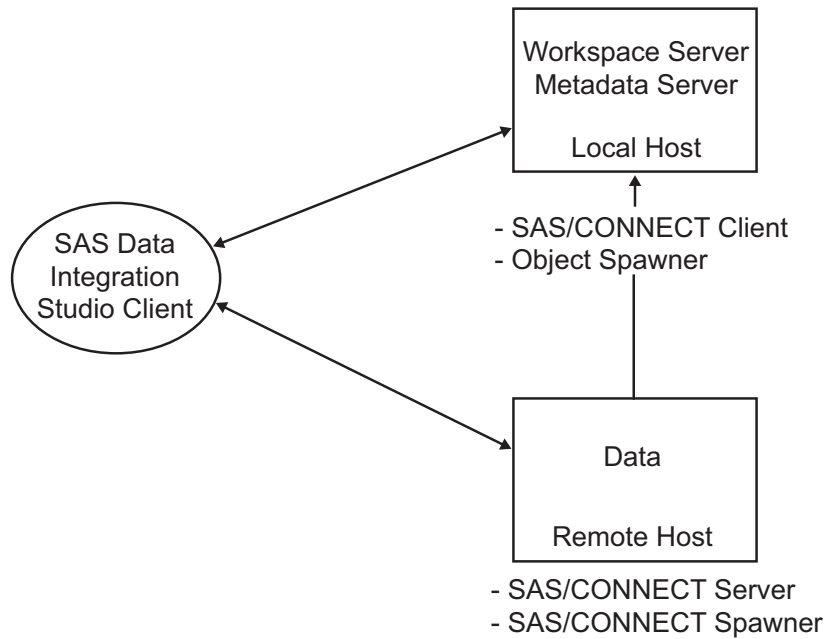 Workspace Server
Metadata Server
Local Host
- SAS/CONNECT Client
- Object Spawner
SAS Data
Integration
Studio Client
Data
Remote Host
- SAS/CONNECT Server
- SAS/CONNECT Spawner